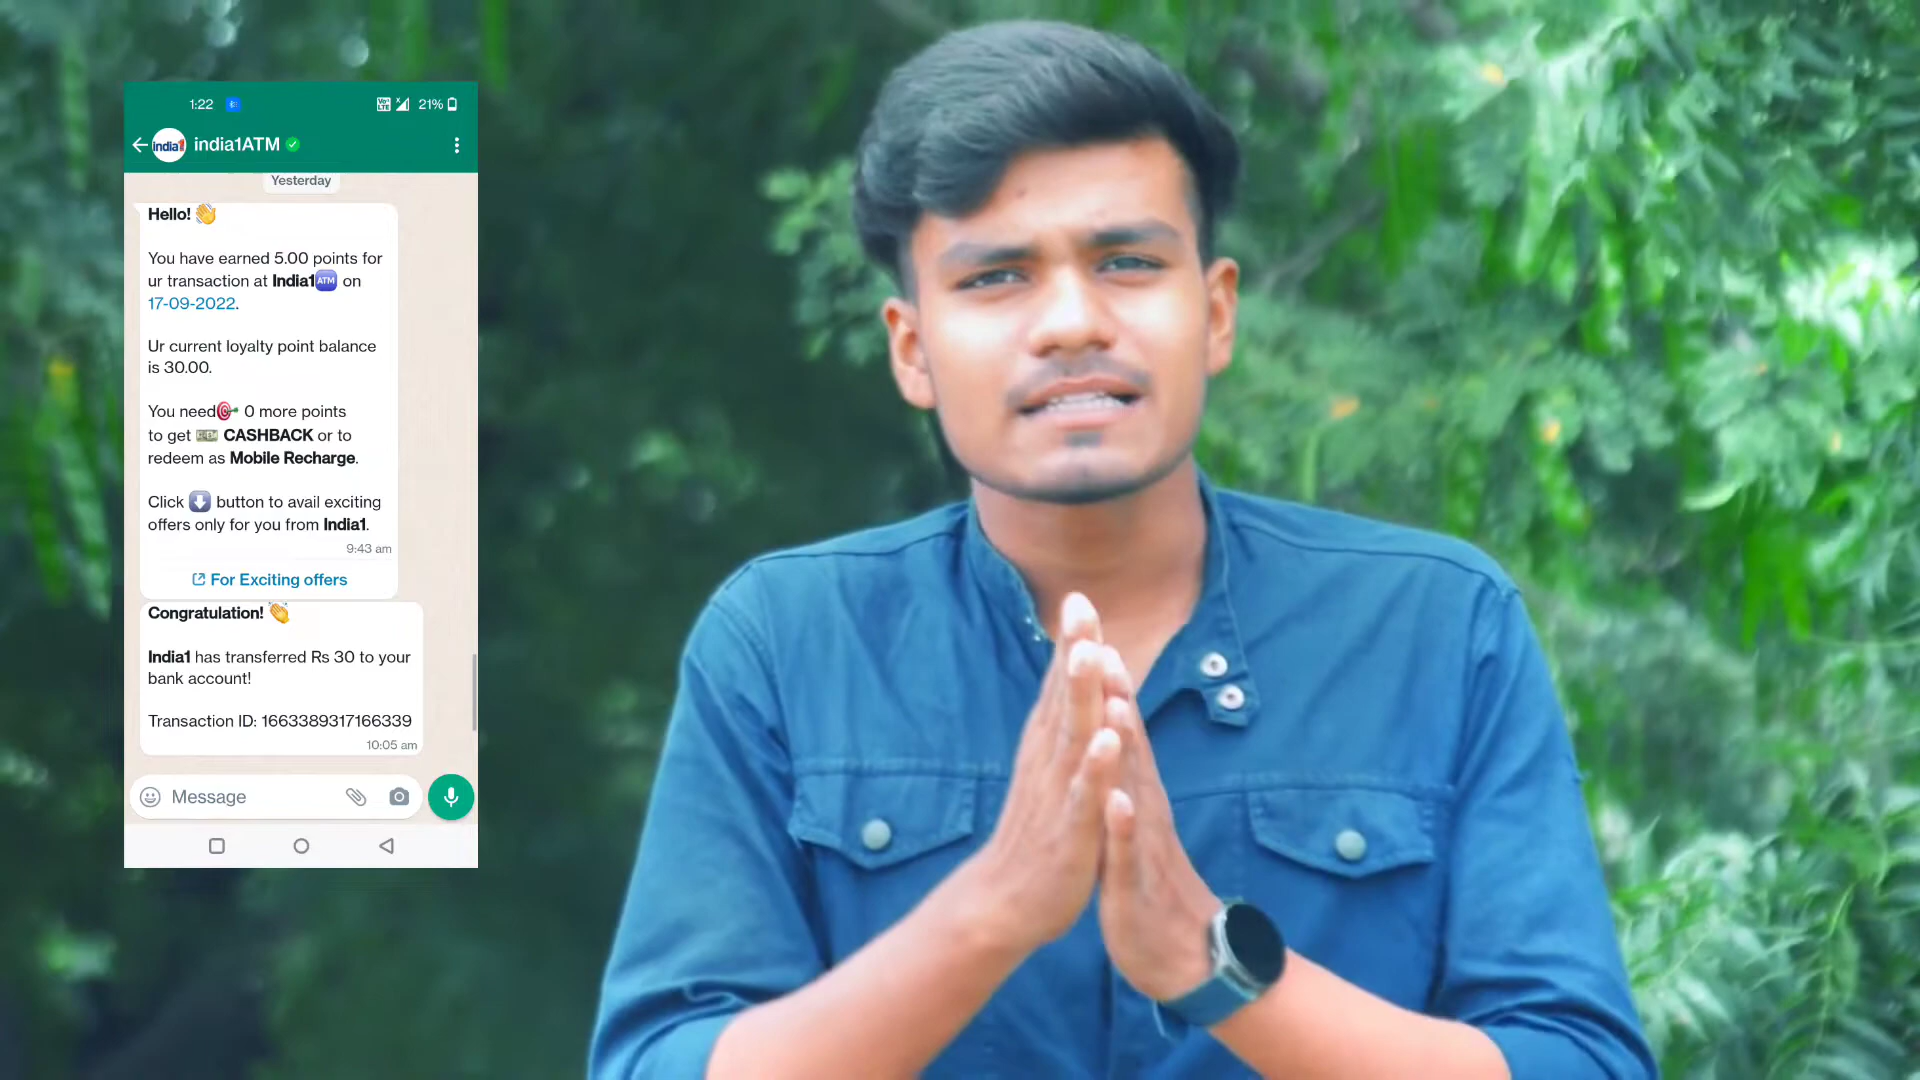 1:22
VoLTE
21%
india1
india1ATM
Yesterday
Hello! 👋
You have earned 5.00 points for
ur transaction at India1🏧 on
17-09-2022.
Ur current loyalty point balance
is 30.00.
You need🎯 0 more points
to get 💵 CASHBACK or to
redeem as Mobile Recharge.
Click ⬇️ button to avail exciting
offers only for you from India1.
9:43 am
For Exciting offers
Congratulation! 👏
India1 has transferred Rs 30 to your
bank account!
Transaction ID: 1663389317166339
10:05 am
Message